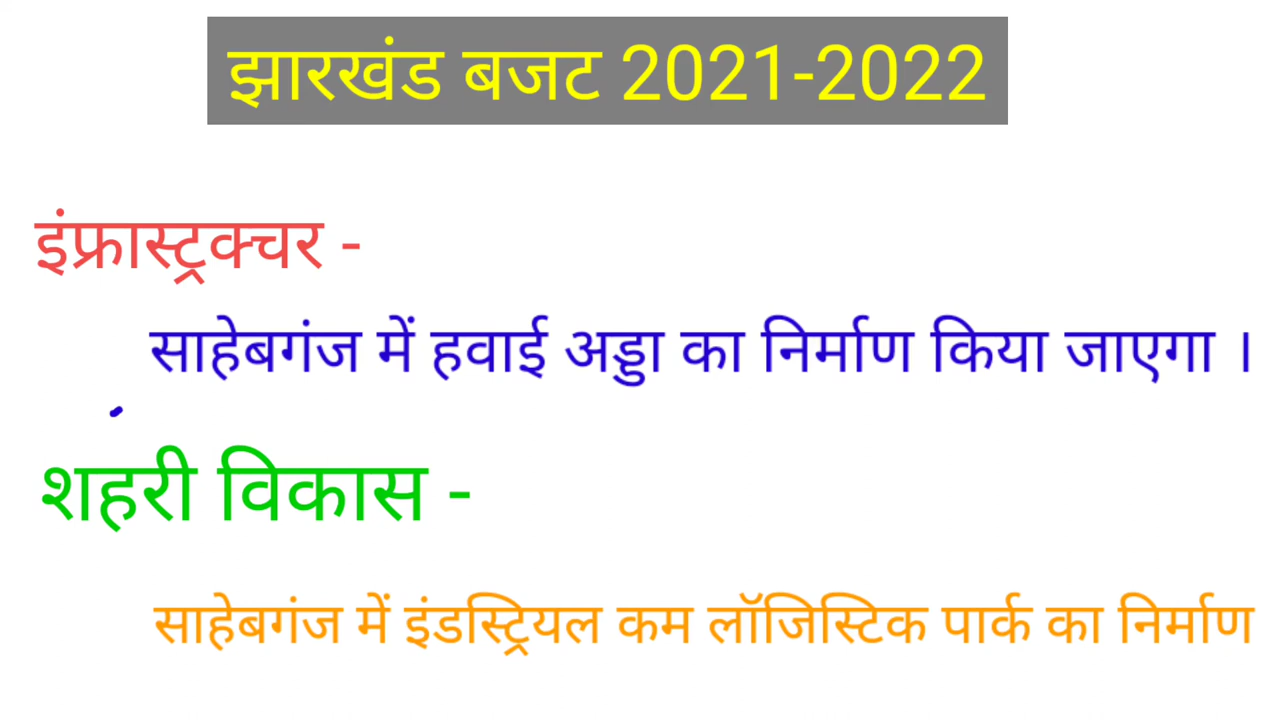 झारखंड बजट 2021-2022
इंफ्रास्ट्रक्चर -
साहेबगंज में हवाई अड्डा का निर्माण किया जाएगा ।
शहरी विकास -
साहेबगंज में इंडस्ट्रियल कम लॉजिस्टिक पार्क का निर्माण